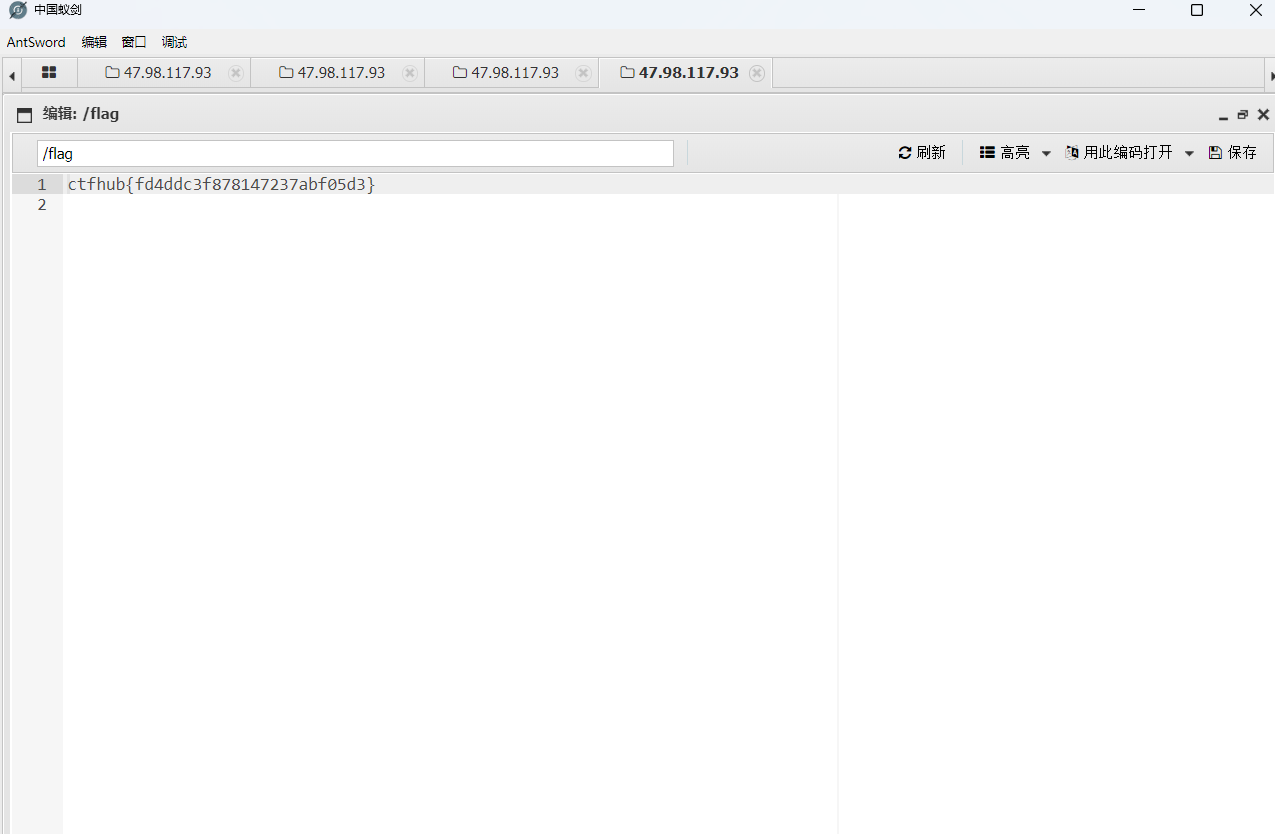 中国蚁剑
AntSword 编辑 窗口 调试
47.98.117.93 47.98.117.93 47.98.117.93 47.98.117.93
编辑: /flag
/flag 刷新 高亮 用此编码打开 保存
1 ctfhub{fd4ddc3f878147237abf05d3}
2